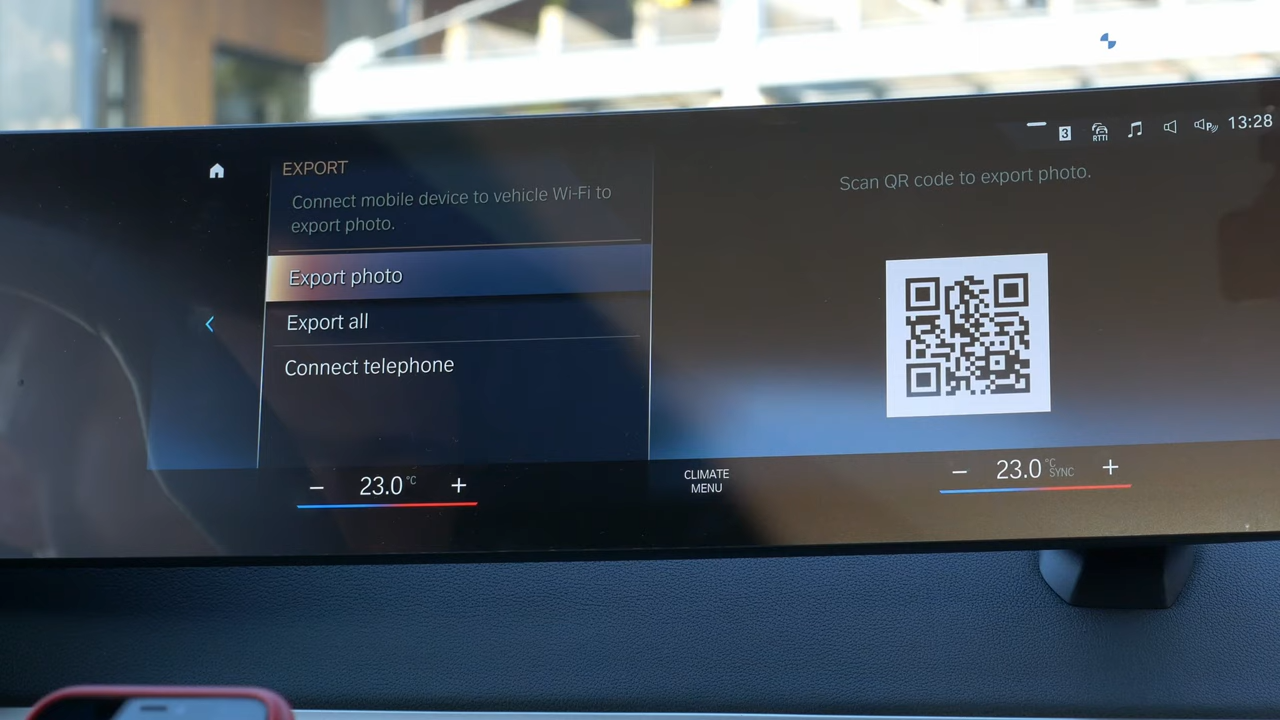 3
RTTI
P
13:28
EXPORT
Connect mobile device to vehicle Wi-Fi to
export photo.
Export photo
Export all
Connect telephone
Scan QR code to export photo.
− 23.0 °C +
CLIMATE
MENU
− 23.0 °C SYNC +